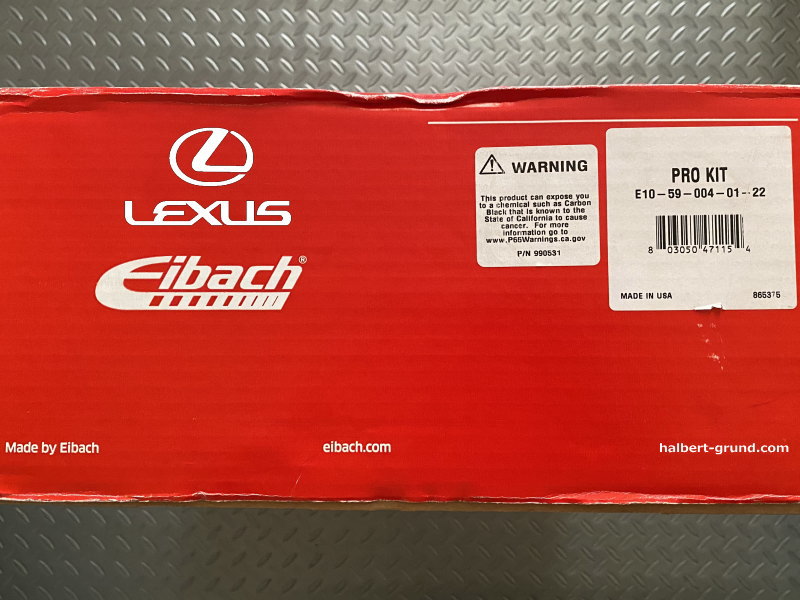 LEXUS
Eibach®
WARNING
This product can expose you
to a chemical such as Carbon
Black that is known to the
State of California to cause
cancer. For more
information go to
www.P65Warnings.ca.gov
P/N 990531
PRO KIT
E10-59-004-01-22
8 03050 47115 4
MADE IN USA 865375
Made by Eibach eibach.com halbert-grund.com